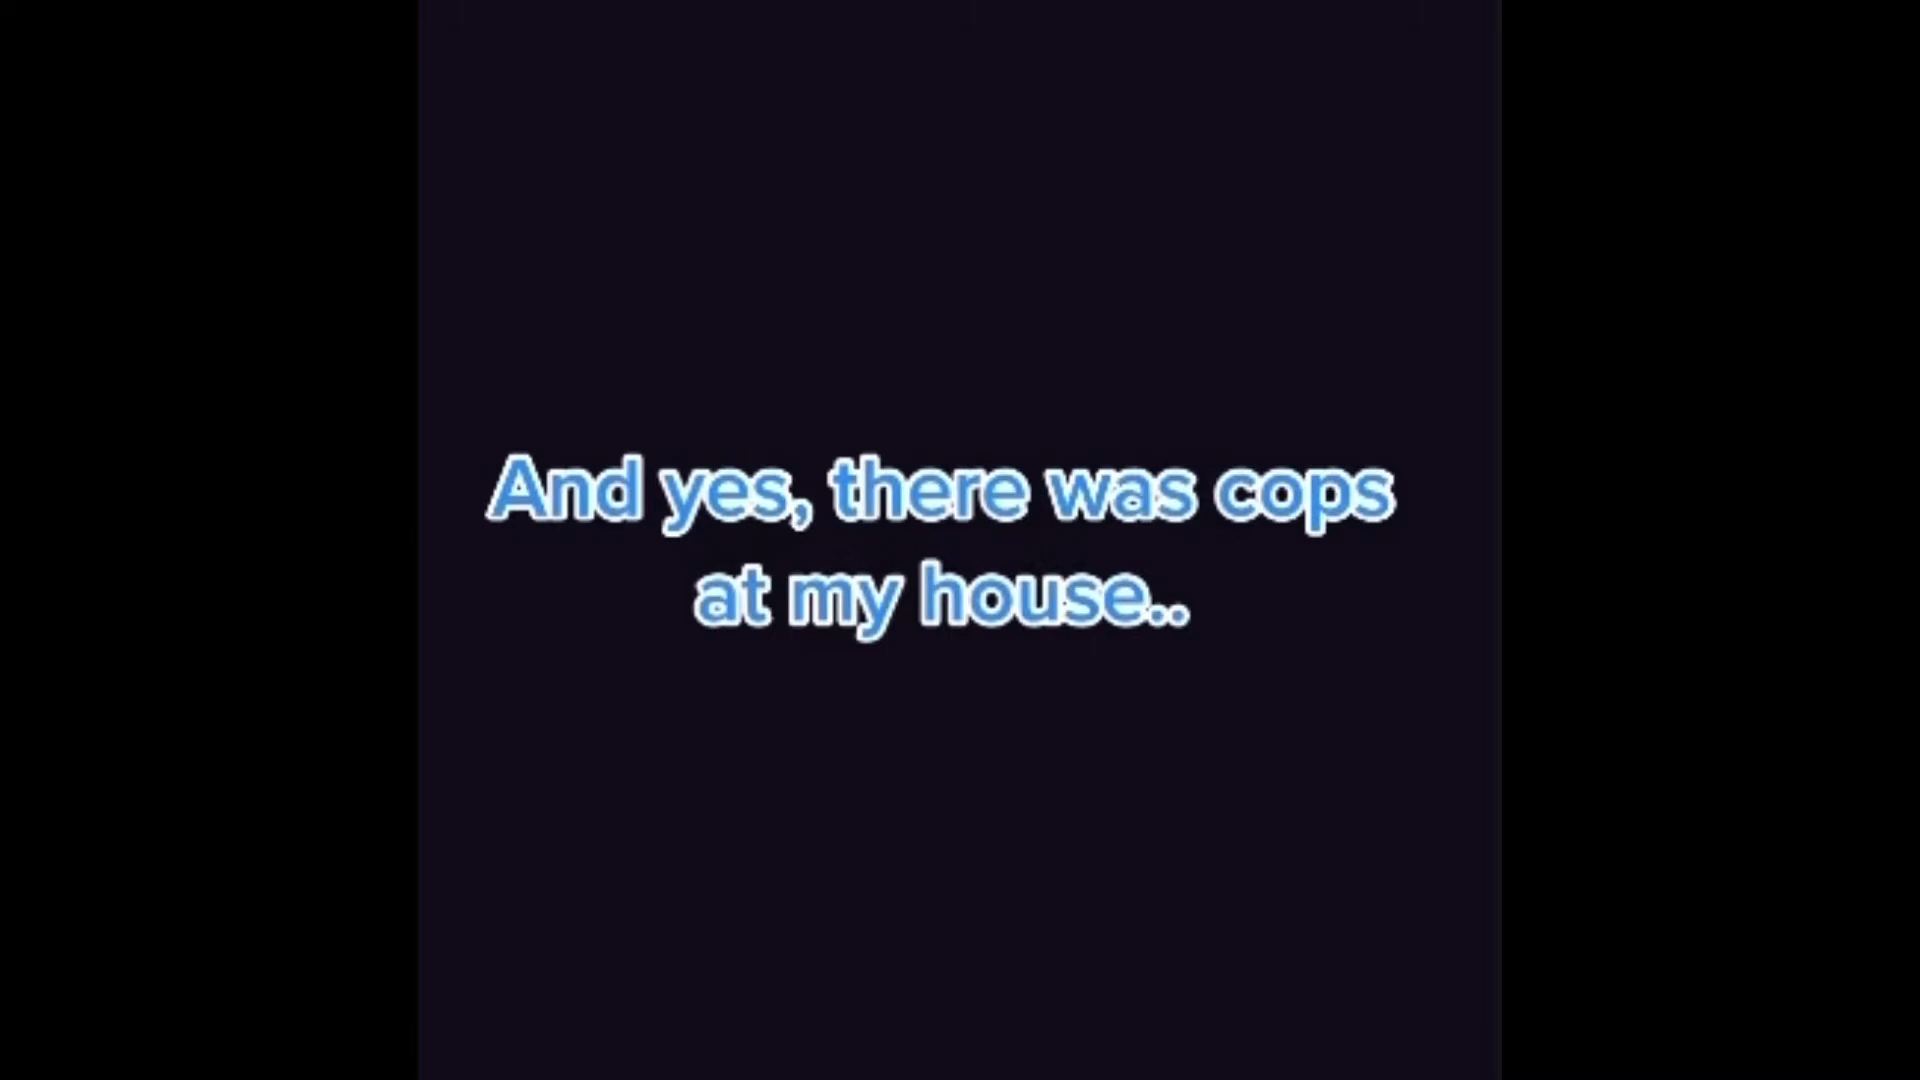 And yes, there was cops
at my house..